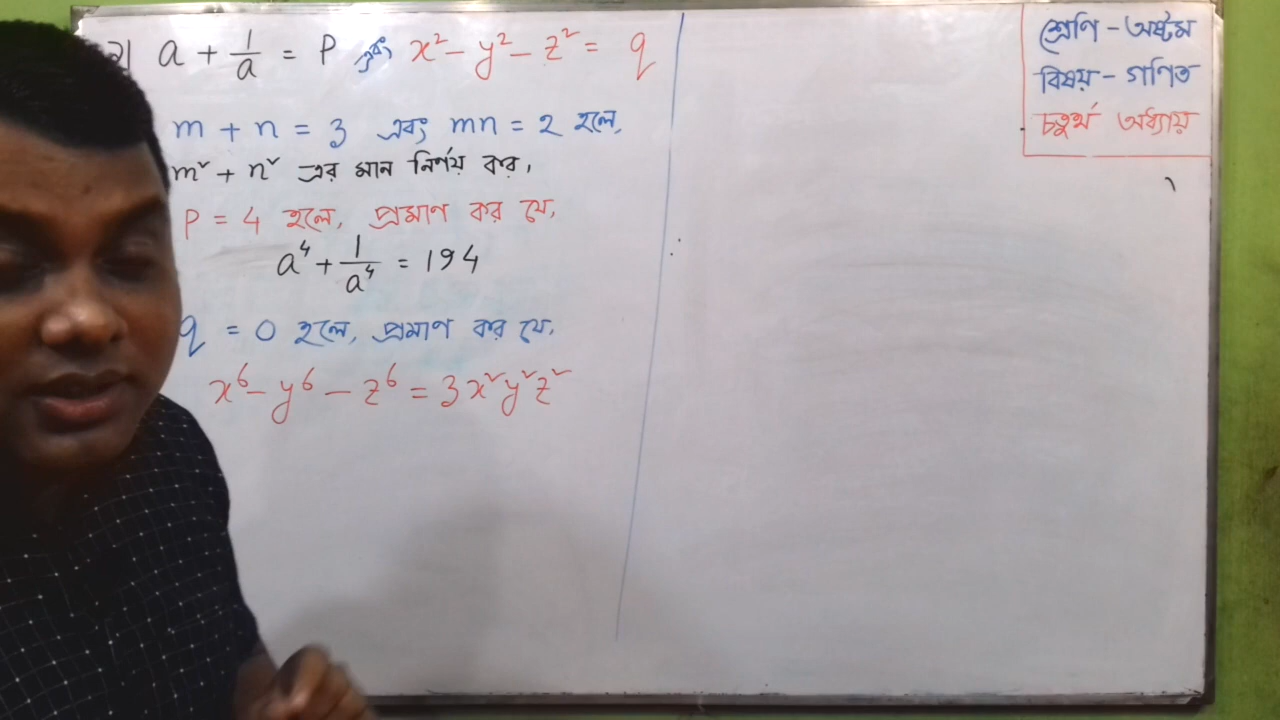 a + 1/a = P এবং x² - y² - z² = q
m + n = 3 এবং mn = 2 হলে,
m² + n² এর মান নির্ণয় কর,
P = 4 হলে, প্রমাণ কর যে,
a⁴ + 1/a⁴ = 194
q = 0 হলে, প্রমাণ কর যে,
x⁶ - y⁶ - z⁶ = 3x²y²z²
শ্রেণি - অষ্টম
বিষয় - গণিত
চতুর্থ অধ্যায়